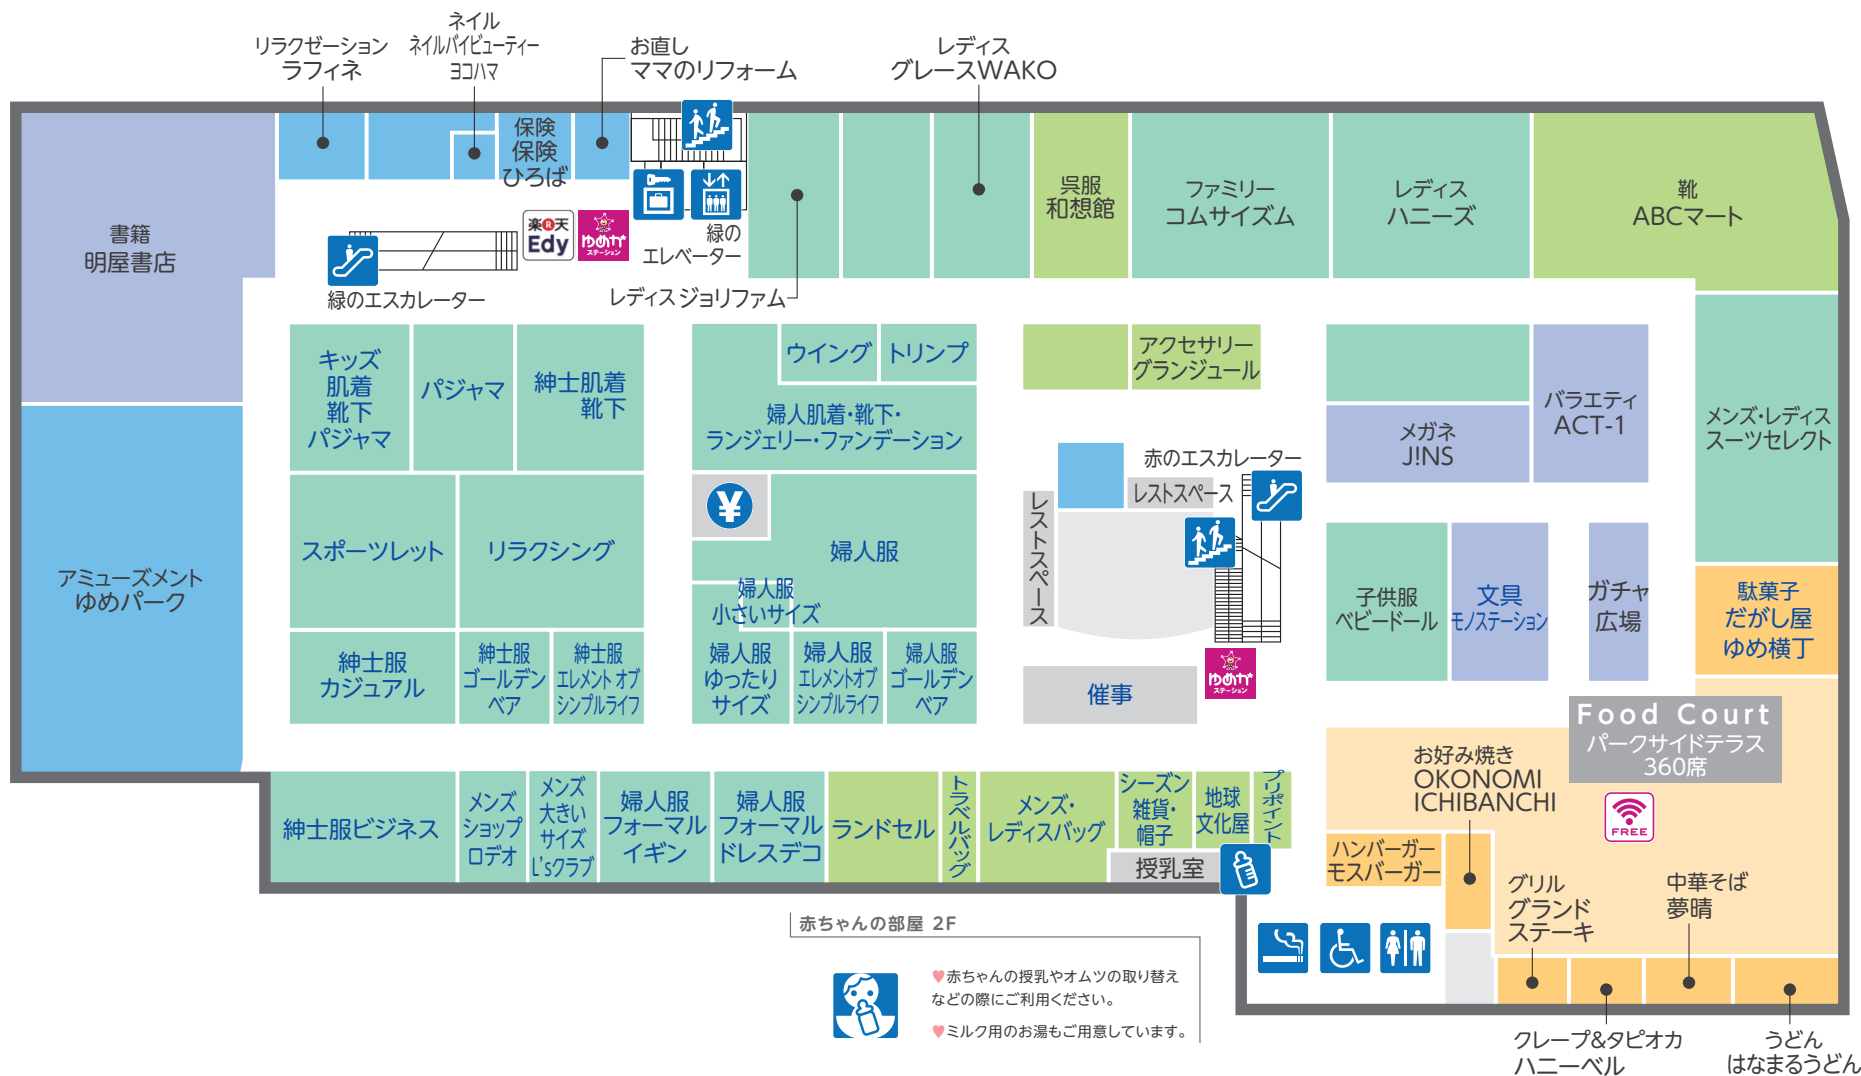 リラクゼーション
ラフィネ
ネイル
ネイルバイビューティー
ヨコハマ
お直し
ママのリフォーム
レディス
グレースWAKO
保険
保険
ひろば
書籍
明屋書店
楽天
Edy
ゆめか
ステーション
緑の
エレベーター
緑のエスカレーター
レディス ジョリファム
呉服
和想館
ファミリー
コムサイズム
レディス
ハニーズ
靴
ABCマート
キッズ
肌着
靴下
パジャマ
パジャマ
紳士肌着
靴下
ウイング
トリンプ
婦人肌着・靴下・
ランジェリー・ファンデーション
アクセサリー
グランジュール
メガネ
J!NS
バラエティ
ACT-1
メンズ・レディス
スーツセレクト
アミューズメント
ゆめパーク
スポーツレット
リラクシング
¥
婦人服
婦人服
小さいサイズ
赤のエスカレーター
レストスペース
レストスペース
ゆめか
ステーション
催事
子供服
ベビードール
文具
モノステーション
ガチャ
広場
駄菓子
だがし屋
ゆめ横丁
紳士服
カジュアル
紳士服
ゴールデン
ベア
紳士服
エレメント オブ
シンプルライフ
婦人服
ゆったり
サイズ
婦人服
エレメントオブ
シンプルライフ
婦人服
ゴールデン
ベア
Food Court
パークサイドテラス
360席
FREE
お好み焼き
OKONOMI
ICHIBANCHI
紳士服ビジネス
メンズ
ショップ
ロデオ
メンズ
大きい
サイズ
L'sクラブ
婦人服
フォーマル
イギン
婦人服
フォーマル
ドレスデコ
ランドセル
トラベルバッグ
メンズ・
レディスバッグ
シーズン
雑貨・
帽子
地球
文化屋
プリポイント
授乳室
ハンバーガー
モスバーガー
グリル
グランド
ステーキ
中華そば
夢晴
クレープ&タピオカ
ハニーベル
うどん
はなまるうどん
赤ちゃんの部屋 2F
♥赤ちゃんの授乳やオムツの取り替え
などの際にご利用ください。
♥ミルク用のお湯もご用意しています。